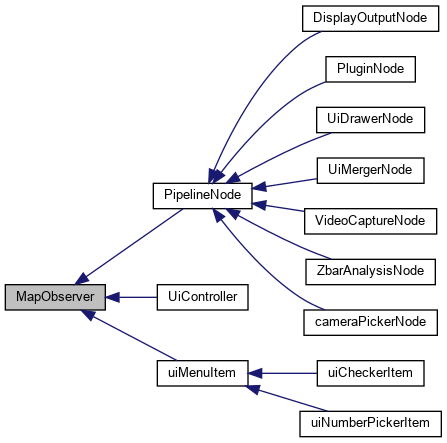 DisplayOutputNode
PluginNode
UiDrawerNode
UiMergerNode
PipelineNode
VideoCaptureNode
ZbarAnalysisNode
MapObserver
UiController
cameraPickerNode
uiMenuItem
uiCheckerItem
uiNumberPickerItem